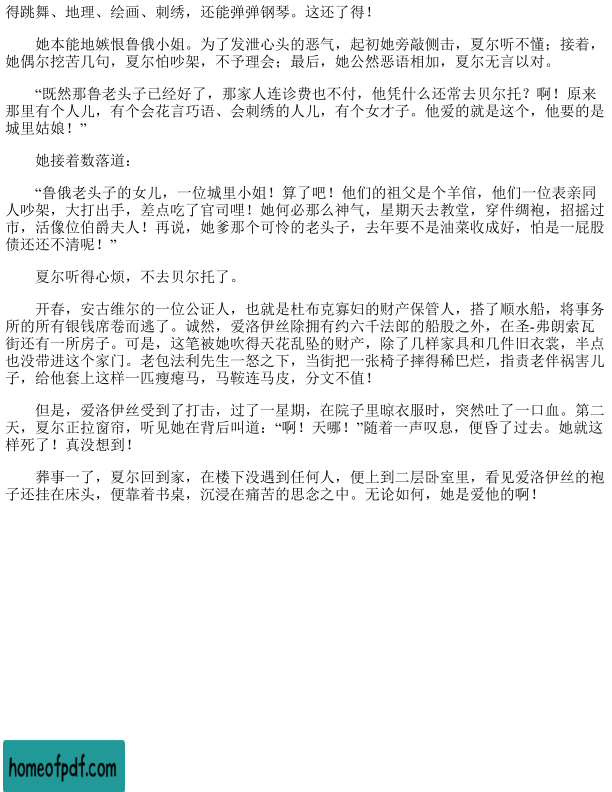 得跳舞、地理、绘画、刺绣，还能弹弹钢琴。这还了得！
她本能地嫉恨鲁俄小姐。为了发泄心头的恶气，起初她旁敲侧击，夏尔听不懂；接着，
她偶尔挖苦几句，夏尔怕吵架，不予理会；最后，她公然恶语相加，夏尔无言以对。
“既然那鲁老头子已经好了，那家人连诊费也不付，他凭什么还常去贝尔托？啊！原来
那里有个人儿，有个会花言巧语、会刺绣的人儿，有个女才子。他爱的就是这个，他要的是
城里姑娘！”
她接着数落道：
“鲁俄老头子的女儿，一位城里小姐！算了吧！他们的祖父是个羊倌，他们一位表亲同
人吵架，大打出手，差点吃了官司哩！她何必那么神气，星期天去教堂，穿件绸袍，招摇过
市，活像位伯爵夫人！再说，她爹那个可怜的老头子，去年要不是油菜收成好，怕是一屁股
债还还不清呢！”
夏尔听得心烦，不去贝尔托了。
开春，安古维尔的一位公证人，也就是杜布克寡妇的财产保管人，搭了顺水船，将事务
所的所有银钱席卷而逃了。诚然，爱洛伊丝除拥有约六千法郎的船股之外，在圣-弗朗索瓦
街还有一所房子。可是，这笔被她吹得天花乱坠的财产，除了几样家具和几件旧衣裳，半点
也没带进这个家门。老包法利先生一怒之下，当街把一张椅子摔得稀巴烂，指责老伴祸害儿
子，给他套上这样一匹瘦瘪马，马鞍连马皮，分文不值！
但是，爱洛伊丝受到了打击，过了一星期，在院子里晾衣服时，突然吐了一口血。第二
天，夏尔正拉窗帘，听见她在背后叫道：“啊！天哪！”随着一声叹息，便昏了过去。她就这
样死了！真没想到！
葬事一了，夏尔回到家，在楼下没遇到任何人，便上到二层卧室里，看见爱洛伊丝的袍
子还挂在床头，便靠着书桌，沉浸在痛苦的思念之中。无论如何，她是爱他的啊！
homeofpdf.com